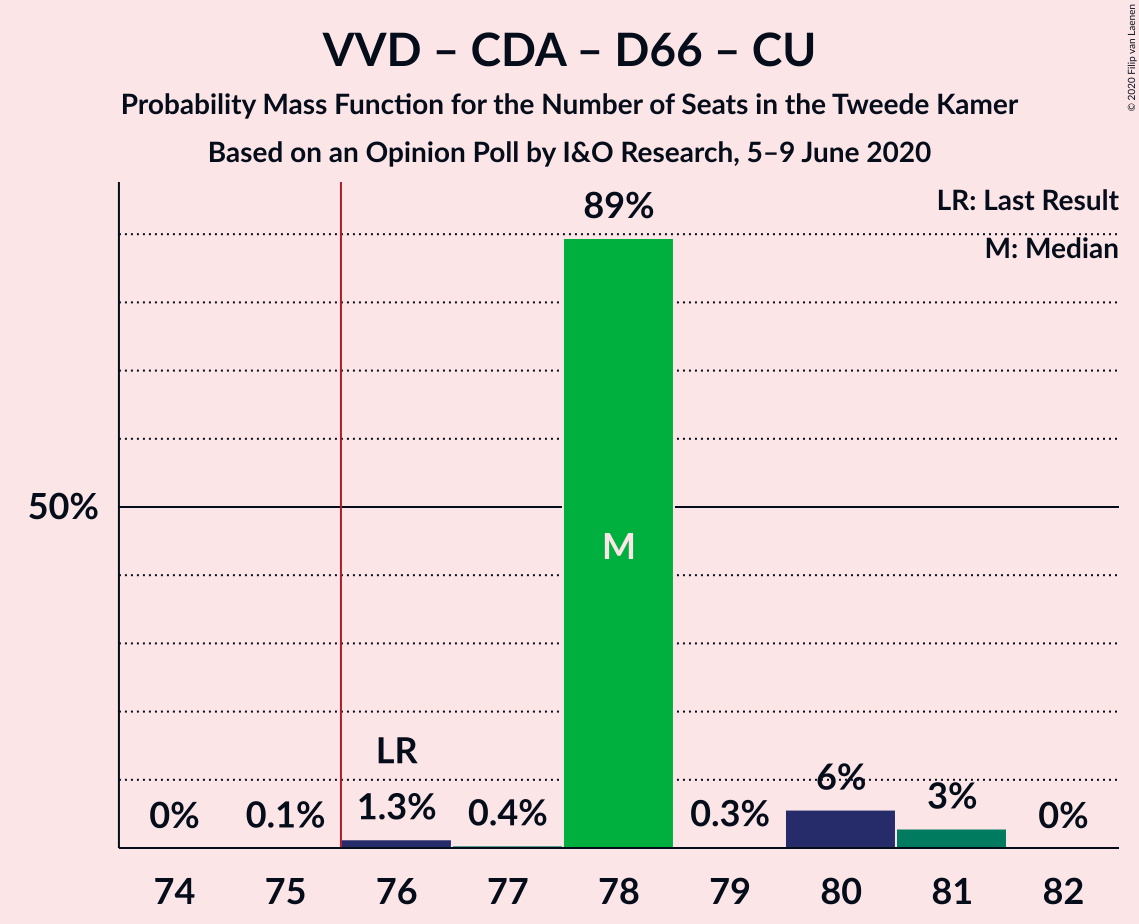 VVD – CDA – D66 – CU
Probability Mass Function for the Number of Seats in the Tweede Kamer
Based on an Opinion Poll by I&O Research, 5–9 June 2020
© 2020 Filip van Laenen
LR: Last Result
M: Median
89%
50%
M
LR
0%
0.1%
1.3%
0.4%
0.3%
6%
3%
0%
74 75 76 77 78 79 80 81 82